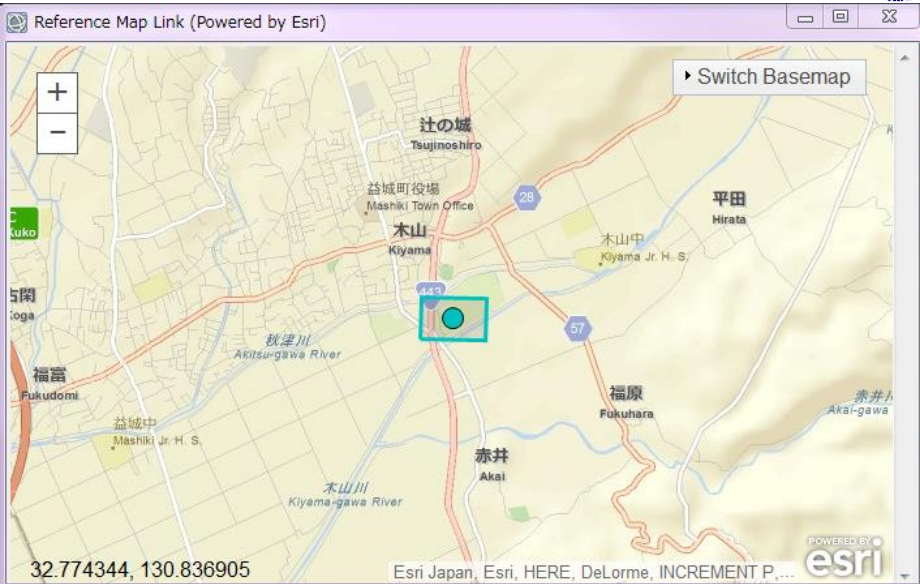 Reference Map Link (Powered by Esri)
+
−
Switch Basemap
辻の城
Tsujinoshiro
益城町役場
Mashiki Town Office
28
平田
Hirata
木山
Kiyama
木山中
Kiyama Jr. H. S.
443
57
秋津川
Akitsu-gawa River
福富
Fukudomi
福原
Fukuhara
赤井川
Akai-gawa
益城中
Mashiki Jr. H. S.
赤井
Akai
木山川
Kiyama-gawa River
32.774344, 130.836905
Esri Japan, Esri, HERE, DeLorme, INCREMENT P,...
POWERED BY
esri